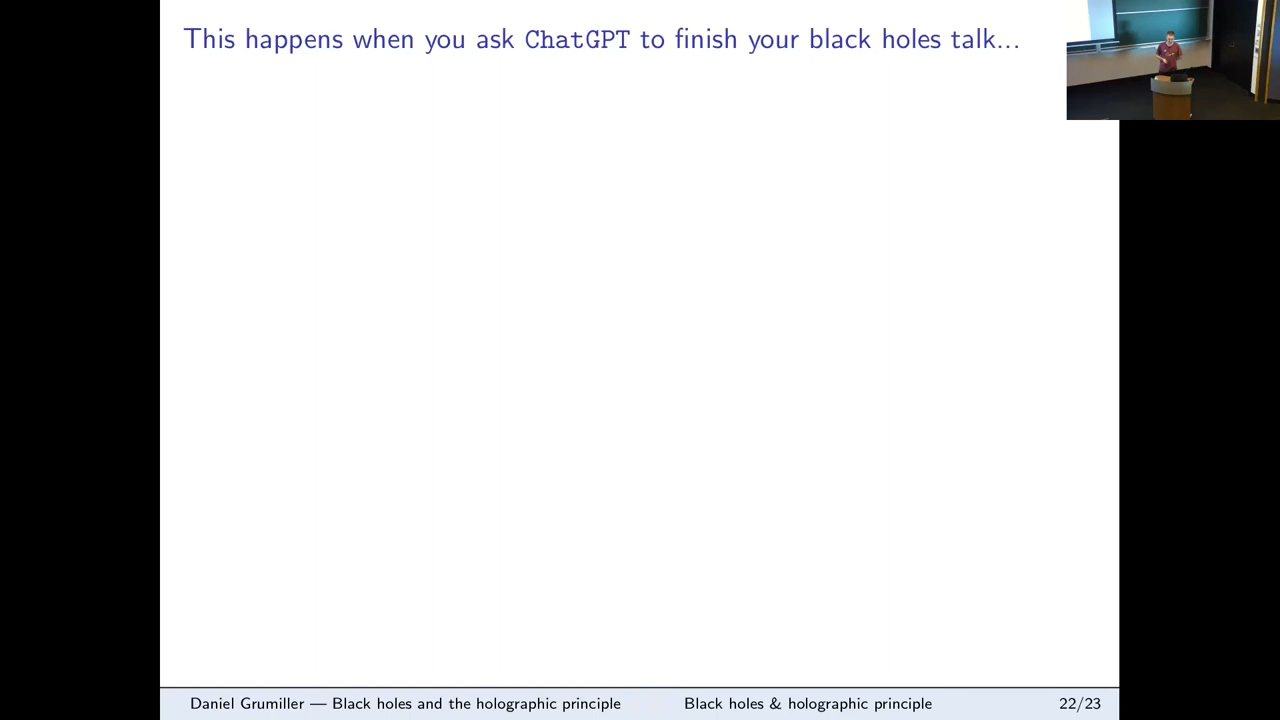 This happens when you ask ChatGPT to finish your black holes talk...
Daniel Grumiller — Black holes and the holographic principle Black holes & holographic principle 22/23